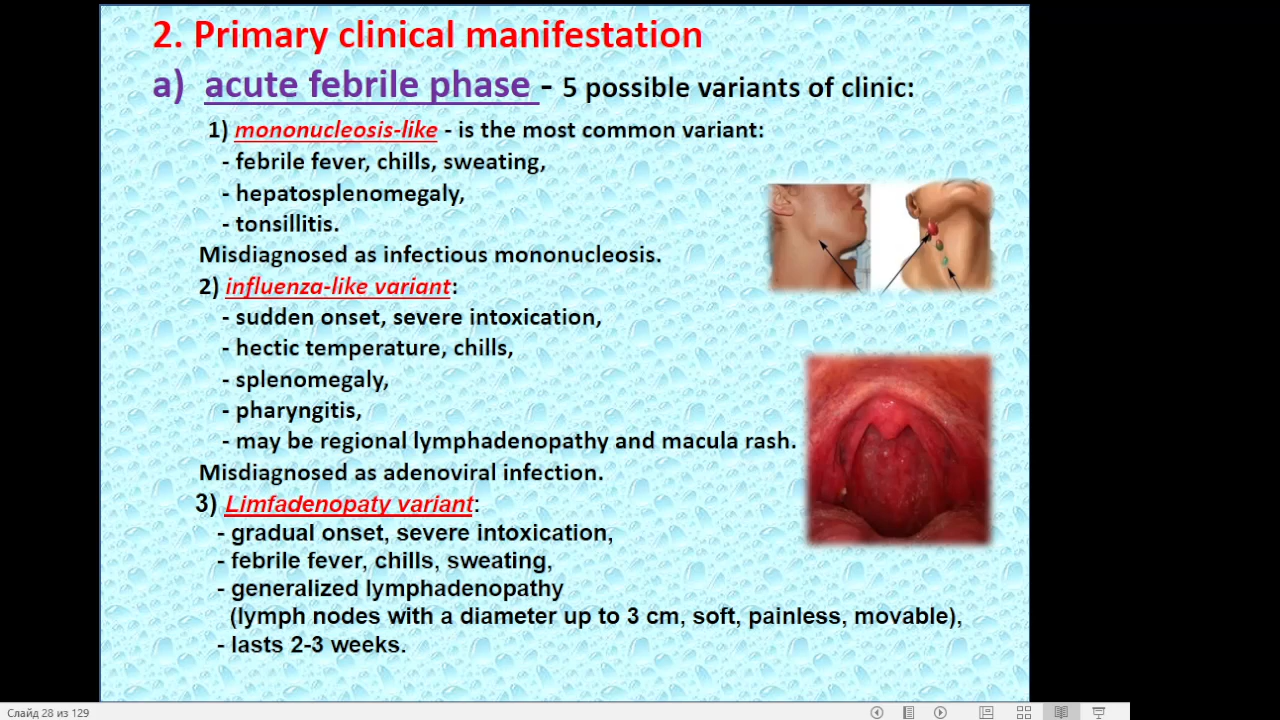 2. Primary clinical manifestation
a) acute febrile phase - 5 possible variants of clinic:
1) mononucleosis-like - is the most common variant:
- febrile fever, chills, sweating,
- hepatosplenomegaly,
- tonsillitis.
Misdiagnosed as infectious mononucleosis.
2) influenza-like variant:
- sudden onset, severe intoxication,
- hectic temperature, chills,
- splenomegaly,
- pharyngitis,
- may be regional lymphadenopathy and macula rash.
Misdiagnosed as adenoviral infection.
3) Limfadenopaty variant:
- gradual onset, severe intoxication,
- febrile fever, chills, sweating,
- generalized lymphadenopathy
(lymph nodes with a diameter up to 3 cm, soft, painless, movable),
- lasts 2-3 weeks.
Слайд 28 из 129